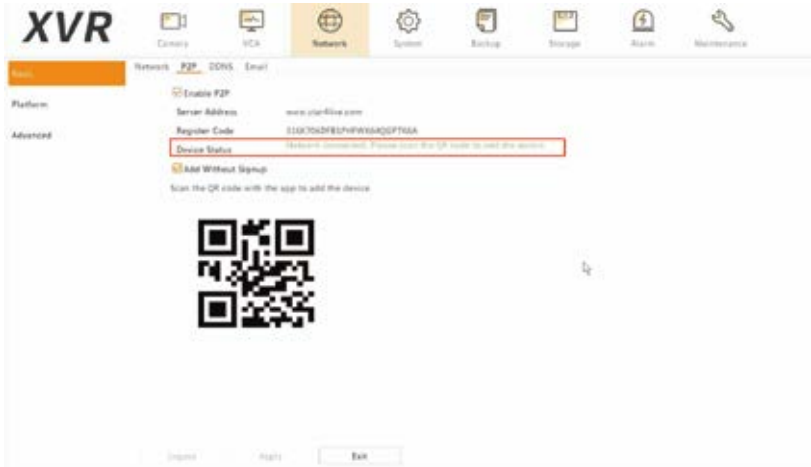 XVR
Camera VCA Network System Backup Storage Alarm Maintenance
Basic
Network P2P DDNS Email
Enable P2P
Platform
Server Address www.star4live.com
Register Code
Advanced
Device Status Network connected. Please scan the QR code to add the device.
Add Without Signup
Scan the QR code with the app to add the device
Unbind Apply Exit